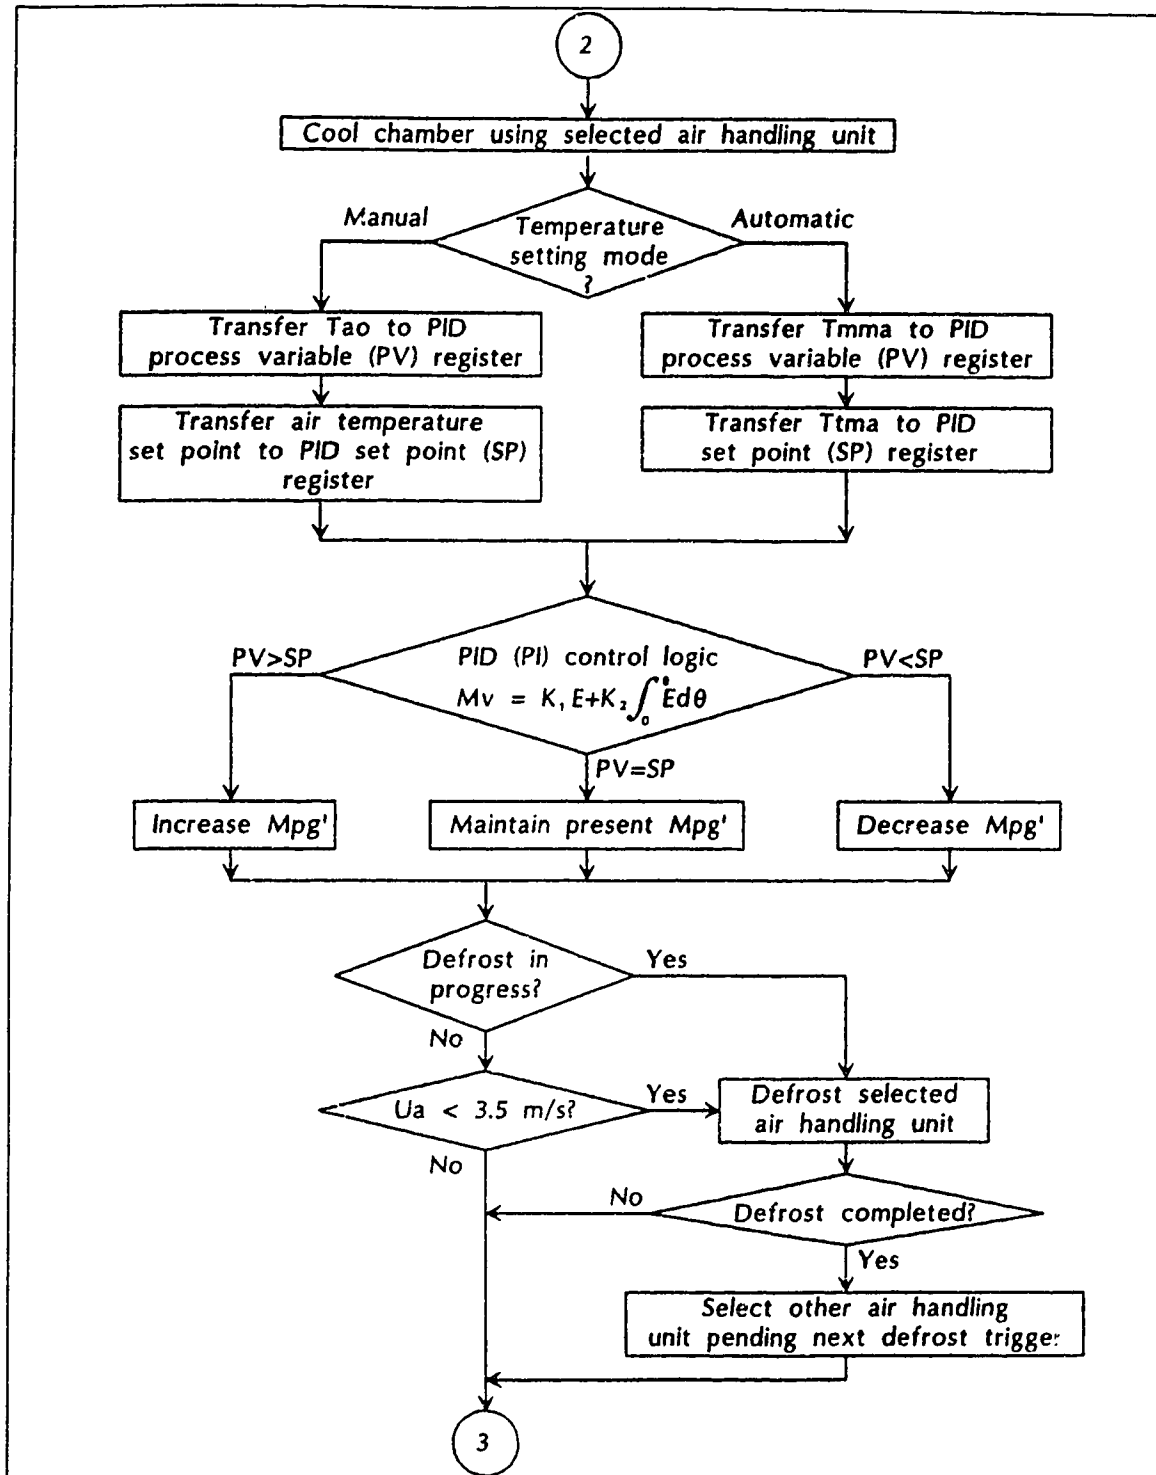 2
Cool chamber using selected air handling unit
Manual
Temperature
setting mode
?
Automatic
Transfer Tao to PID
process variable (PV) register
Transfer Tmma to PID
process variable (PV) register
Transfer air temperature
set point to PID set point (SP)
register
Transfer Ttma to PID
set point (SP) register
PV>SP
PID (PI) control logic
Mv = K₁E+K₂∫₀^θ Edθ
PV<SP
PV=SP
Increase Mpg'
Maintain present Mpg'
Decrease Mpg'
Defrost in
progress?
Yes
No
Ua < 3.5 m/s?
Yes
Defrost selected
air handling unit
No
No
Defrost completed?
Yes
Select other air handling
unit pending next defrost trigger
3